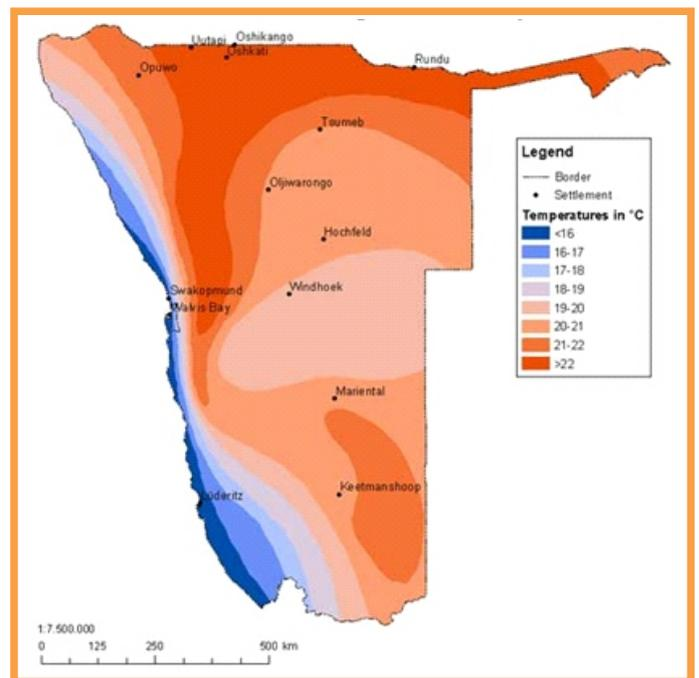 Uutapi Oshikango
Oshkati
Opuwo
Rundu
Tsumeb
Otjiwarongo
Hochfeld
Windhoek
Swakopmund
Walvis Bay
Mariental
Keetmanshoop
Lüderitz
Legend
Border
Settlement
Temperatures in °C
<16
16-17
17-18
18-19
19-20
20-21
21-22
>22
1:7.500.000
0 125 250 500 km